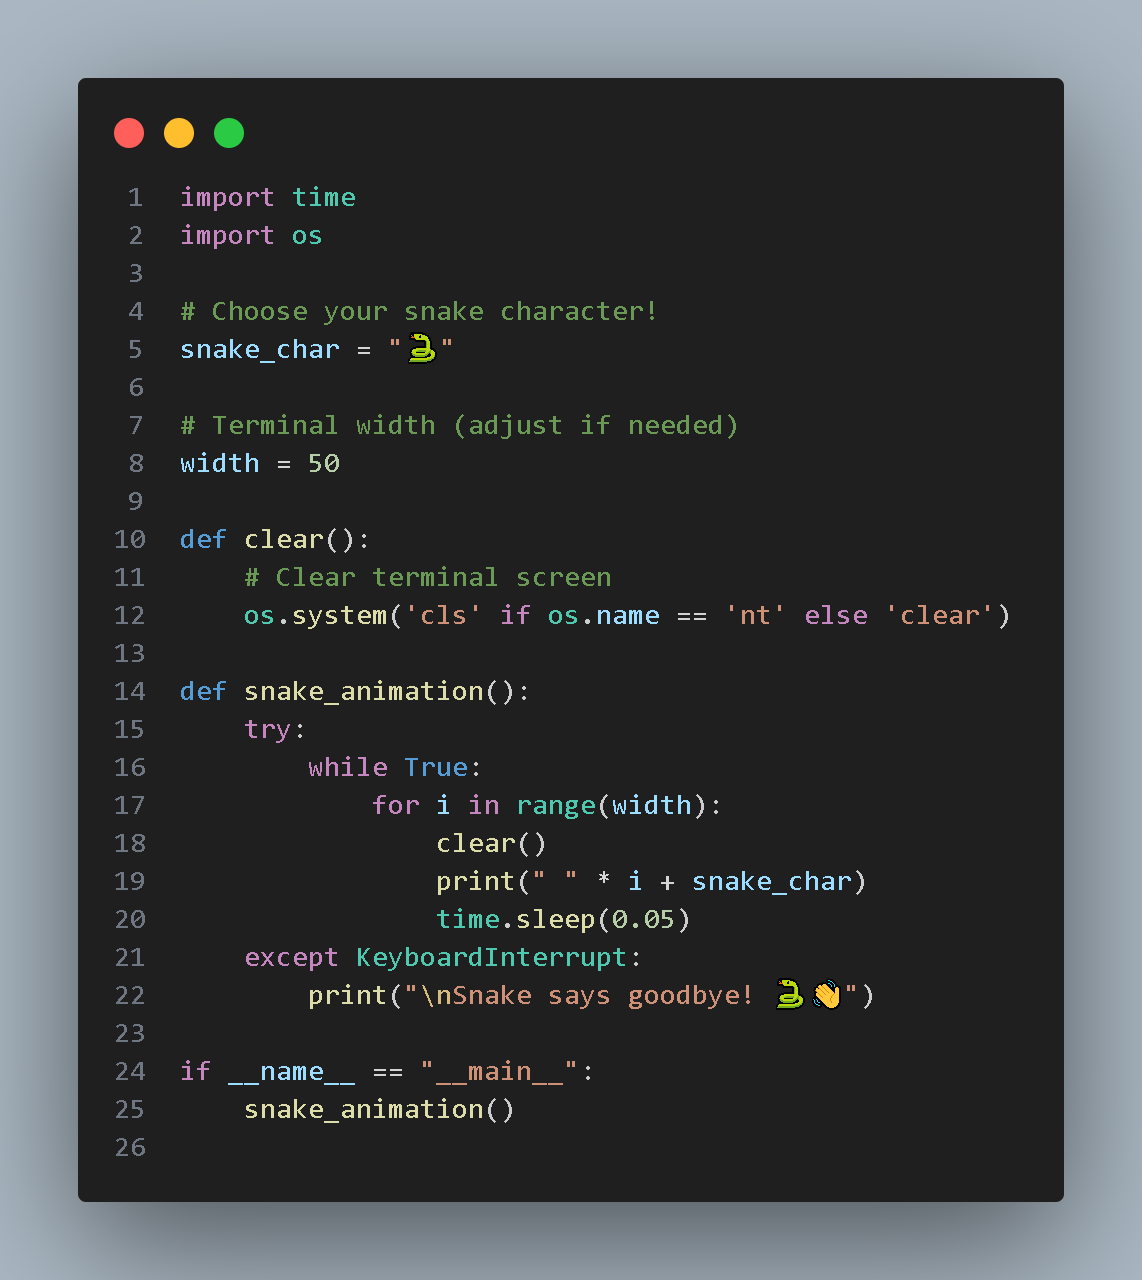 1 import time
2 import os
3
4 # Choose your snake character!
5 snake_char = "🐍"
6
7 # Terminal width (adjust if needed)
8 width = 50
9
10 def clear():
11     # Clear terminal screen
12     os.system('cls' if os.name == 'nt' else 'clear')
13
14 def snake_animation():
15     try:
16         while True:
17             for i in range(width):
18                 clear()
19                 print(" " * i + snake_char)
20                 time.sleep(0.05)
21     except KeyboardInterrupt:
22         print("\nSnake says goodbye! 🐍👋")
23
24 if __name__ == "__main__":
25     snake_animation()
26